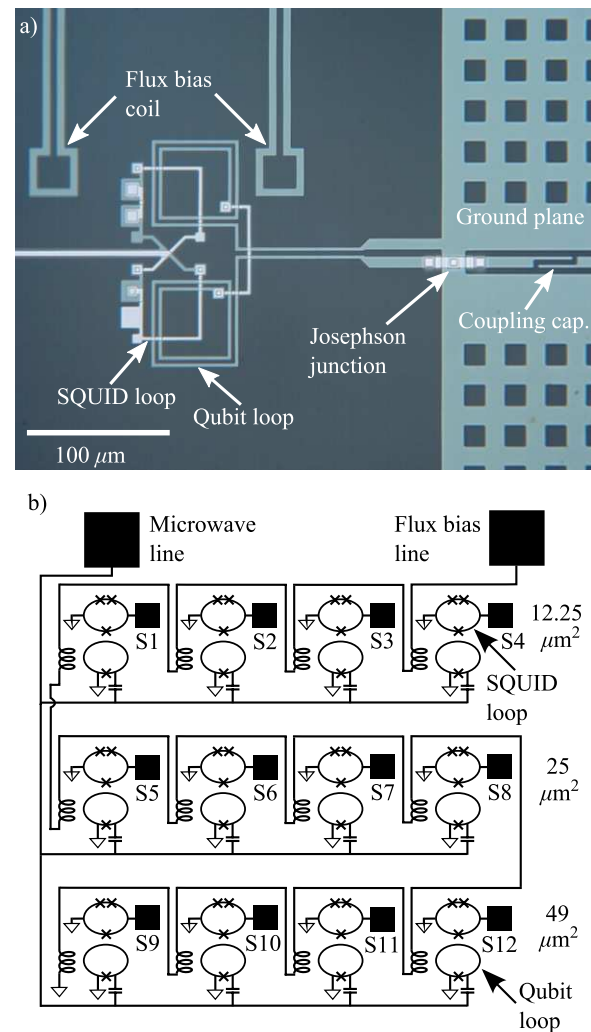 a)
Flux bias
coil
Ground plane
Josephson
junction
Coupling cap.
SQUID loop
Qubit loop
100 μm
b)
Microwave
line
Flux bias
line
S1
S2
S3
S4
12.25
μm²
SQUID
loop
S5
S6
S7
S8
25
μm²
S9
S10
S11
S12
49
μm²
Qubit
loop